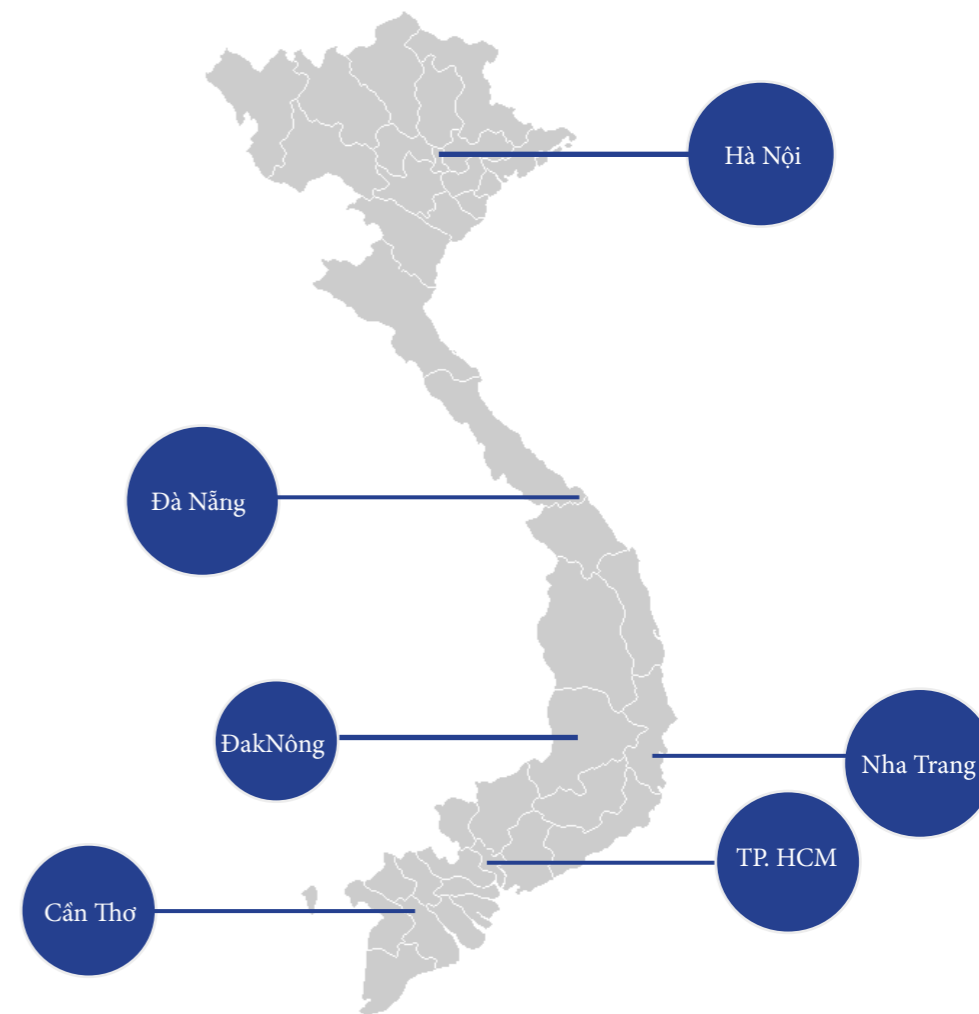 Hà Nội
Đà Nẵng
ĐakNông
Nha Trang
TP. HCM
Cần Thơ